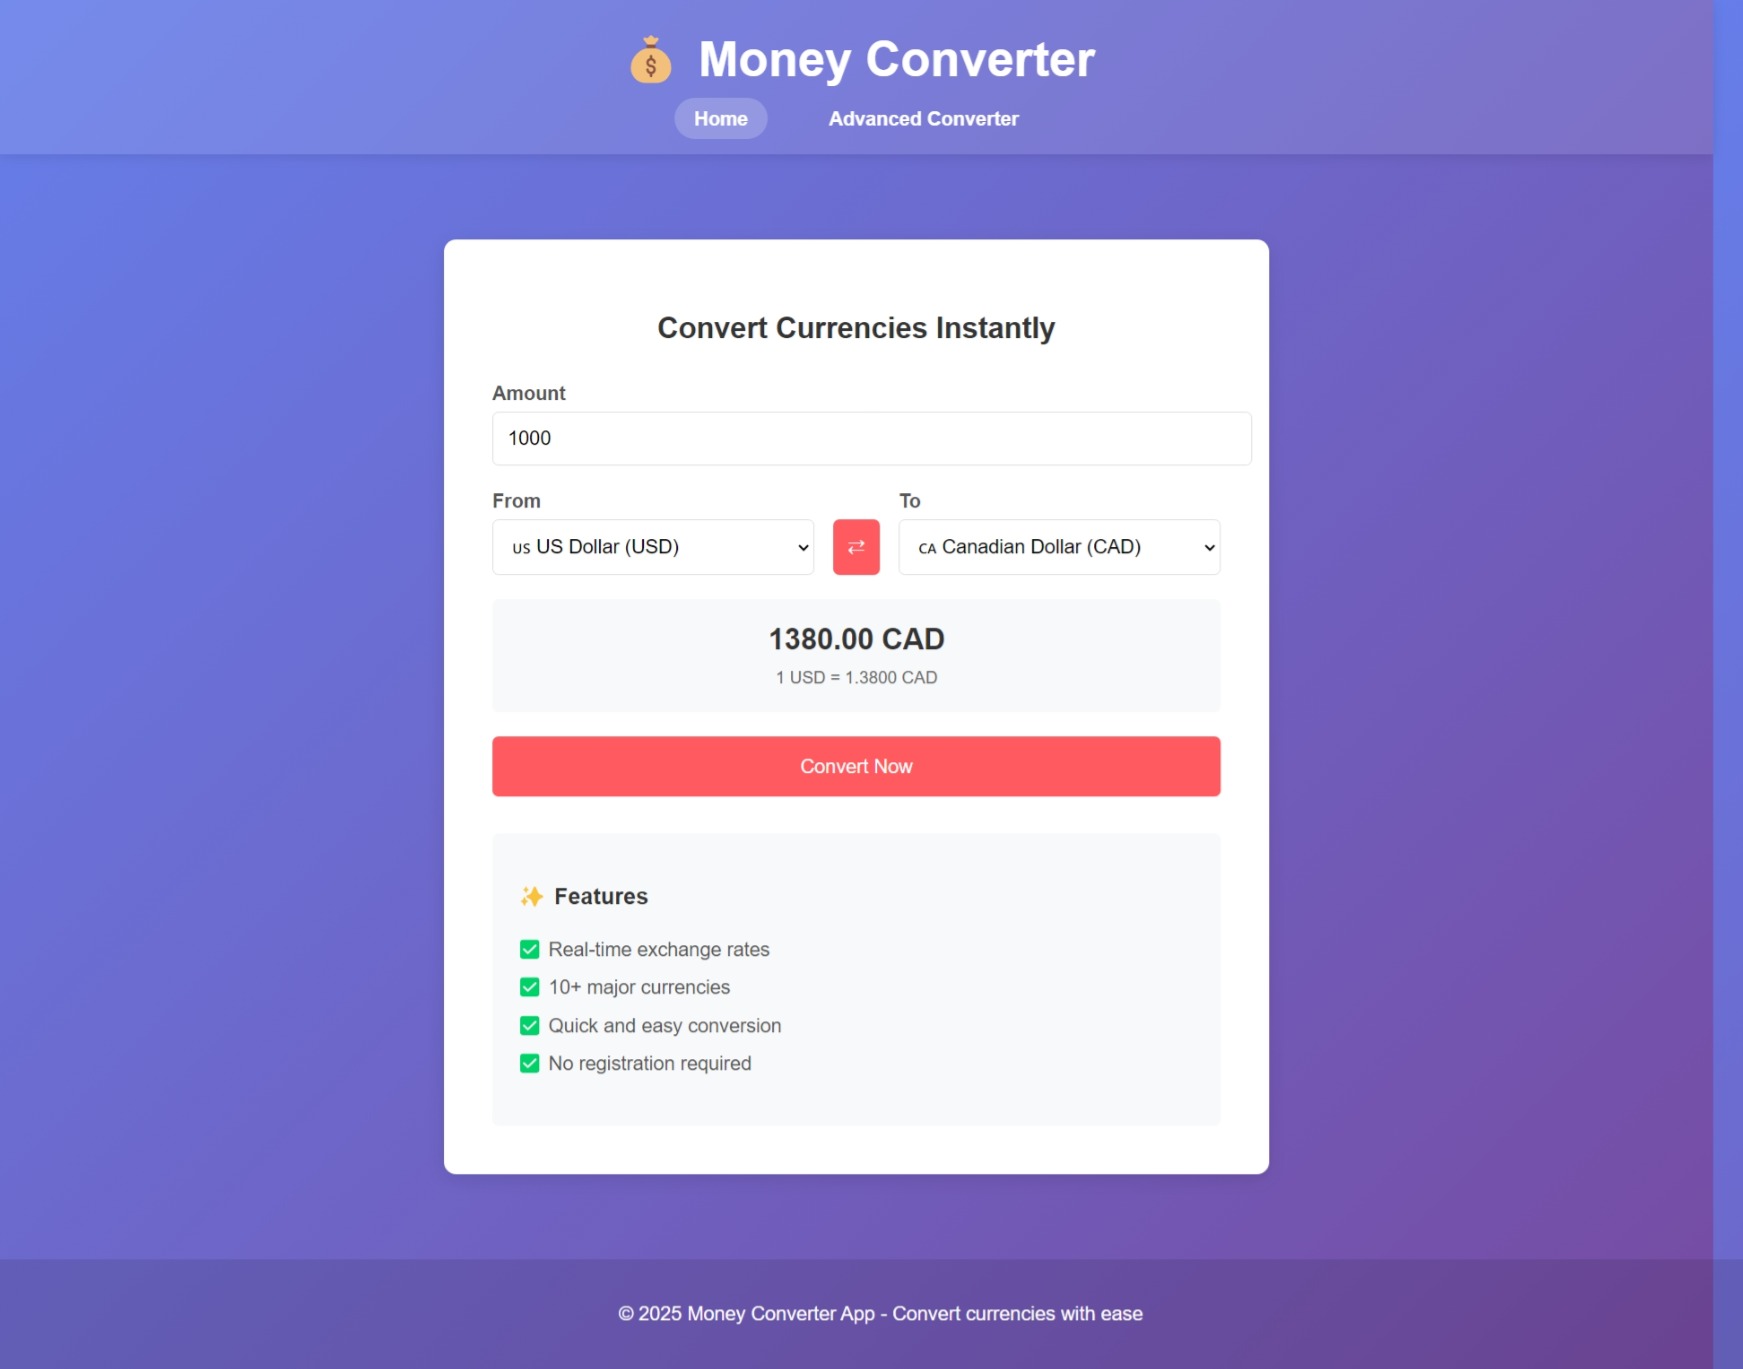 Money Converter
Home Advanced Converter
Convert Currencies Instantly
Amount
1000
From To
US US Dollar (USD) CA Canadian Dollar (CAD)
1380.00 CAD
1 USD = 1.3800 CAD
Convert Now
Features
Real-time exchange rates
10+ major currencies
Quick and easy conversion
No registration required
© 2025 Money Converter App - Convert currencies with ease